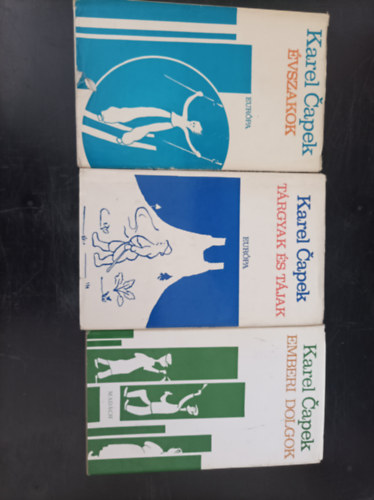 Karel Čapek
ÉVSZAKOK
EURÓPA
Karel Čapek
TÁRGYAK ÉS TÁJAK
EURÓPA
Karel Čapek
EMBERI DOLGOK